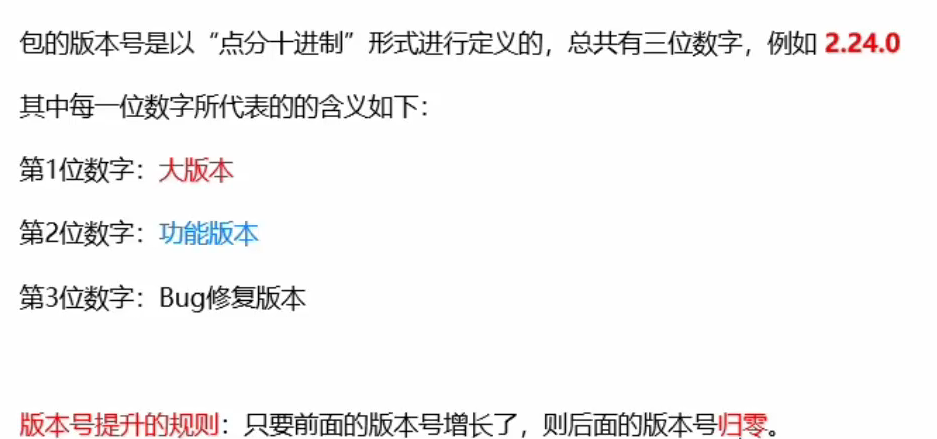 包的版本号是以“点分十进制”形式进行定义的，总共有三位数字，例如 2.24.0
其中每一位数字所代表的的含义如下：
第1位数字：大版本
第2位数字：功能版本
第3位数字：Bug修复版本
版本号提升的规则：只要前面的版本号增长了，则后面的版本号归零。